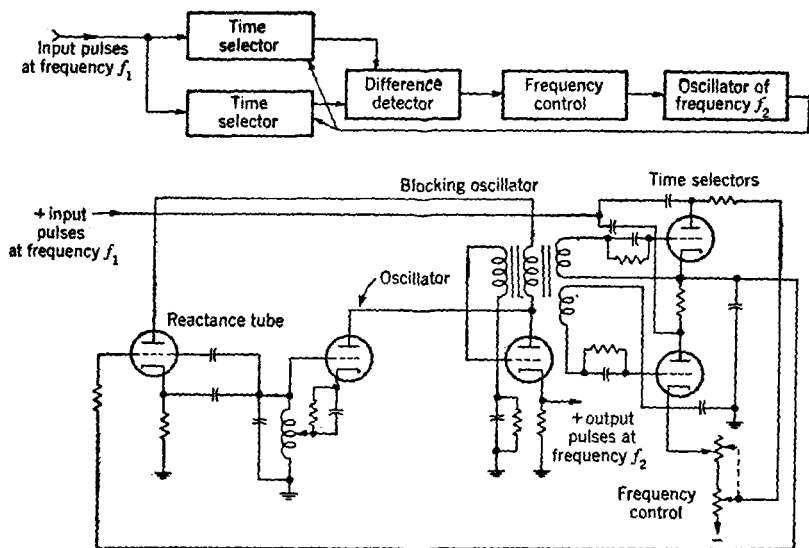 Input pulses
at frequency f1
Time
selector
Time
selector
Difference
detector
Frequency
control
Oscillator of
frequency f2
Blocking oscillator
Time selectors
+ input
pulses
at frequency f1
Oscillator
Reactance tube
+ output
pulses at
frequency f2
Frequency
control